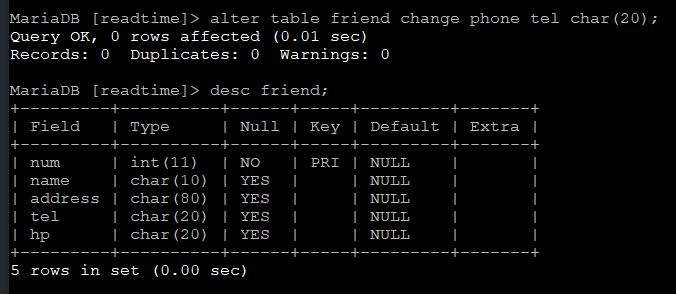 MariaDB [readtime]> alter table friend change phone tel char(20);
Query OK, 0 rows affected (0.01 sec)
Records: 0  Duplicates: 0  Warnings: 0
MariaDB [readtime]> desc friend;
+---------+----------+------+-----+---------+-------+
| Field   | Type     | Null | Key | Default | Extra |
+---------+----------+------+-----+---------+-------+
| num     | int(11)  | NO   | PRI | NULL    |       |
| name    | char(10) | YES  |     | NULL    |       |
| address | char(80) | YES  |     | NULL    |       |
| tel     | char(20) | YES  |     | NULL    |       |
| hp      | char(20) | YES  |     | NULL    |       |
+---------+----------+------+-----+---------+-------+
5 rows in set (0.00 sec)